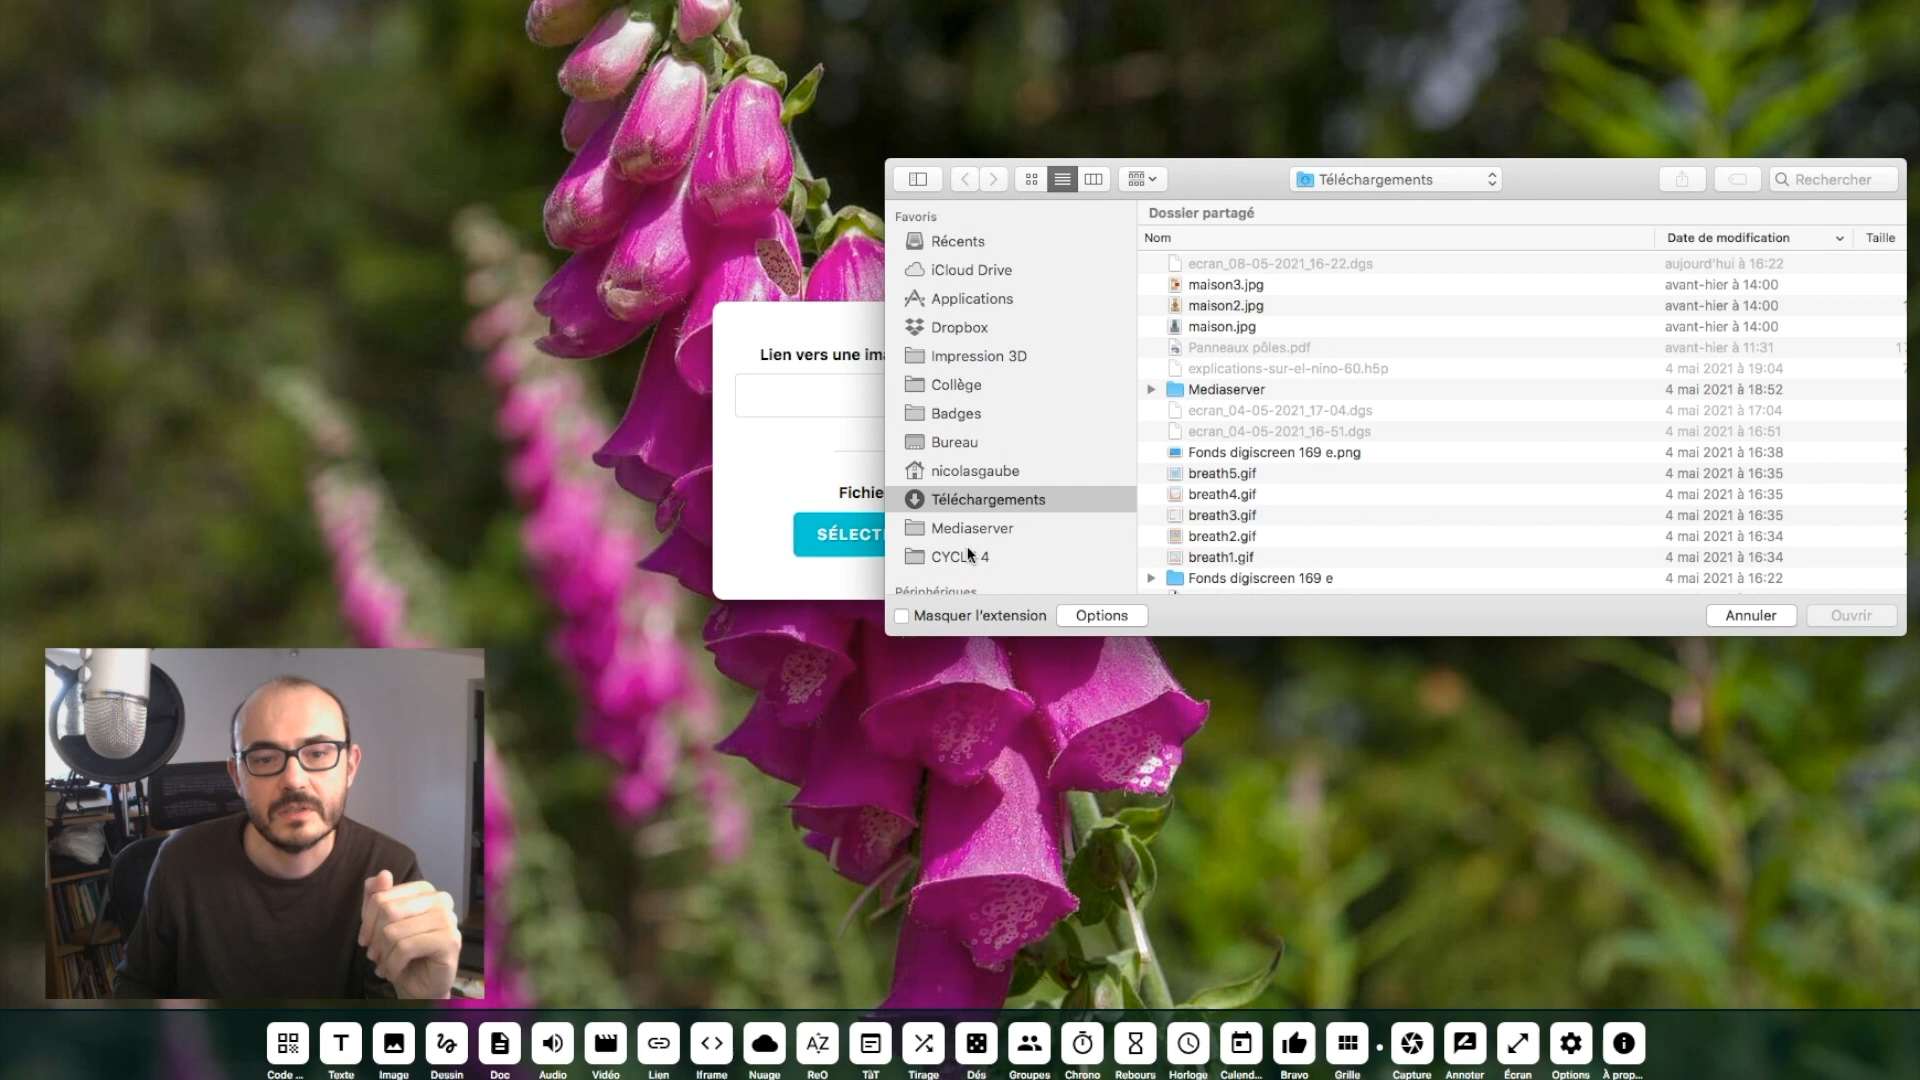 Téléchargements
Rechercher
Favoris
Récents
iCloud Drive
Applications
Dropbox
Impression 3D
Collège
Badges
Bureau
nicolasgaube
Téléchargements
Mediaserver
CYCLE 4
Périphériques
Dossier partagé
Nom Date de modification Taille
ecran_08-05-2021_16-22.dgs aujourd'hui à 16:22
maison3.jpg avant-hier à 14:00
maison2.jpg avant-hier à 14:00
maison.jpg avant-hier à 14:00
Panneaux pôles.pdf avant-hier à 11:31 1
explications-sur-el-nino-60.h5p 4 mai 2021 à 19:04
Mediaserver 4 mai 2021 à 18:52
ecran_04-05-2021_17-04.dgs 4 mai 2021 à 17:04
ecran_04-05-2021_16-51.dgs 4 mai 2021 à 16:51
Fonds digiscreen 169 e.png 4 mai 2021 à 16:38
breath5.gif 4 mai 2021 à 16:35
breath4.gif 4 mai 2021 à 16:35
breath3.gif 4 mai 2021 à 16:35
breath2.gif 4 mai 2021 à 16:34
breath1.gif 4 mai 2021 à 16:34
Fonds digiscreen 169 e 4 mai 2021 à 16:22
Masquer l'extension Options Annuler Ouvrir
Lien vers une ima
Fichie
SÉLECT
Code ... Texte Image Dessin Doc Audio Vidéo Lien Iframe Nuage ReO TàT Tirage Dés Groupes Chrono Rebours Horloge Calend... Bravo Grille Capture Annoter Écran Options À prop...